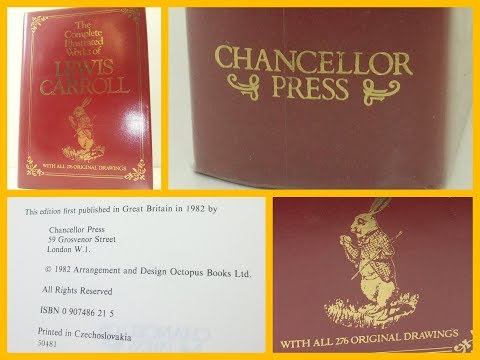 The
Complete
Illustrated
Works of
LEWIS
CARROLL
WITH ALL 276 ORIGINAL DRAWINGS
CHANCELLOR
PRESS
This edition first published in Great Britain in 1982 by
Chancellor Press
59 Grosvenor Street
London W.1.
© 1982 Arrangement and Design Octopus Books Ltd.
All Rights Reserved
ISBN 0 907486 21 5
Printed in Czechoslovakia
50481
WITH ALL 276 ORIGINAL DRAWINGS